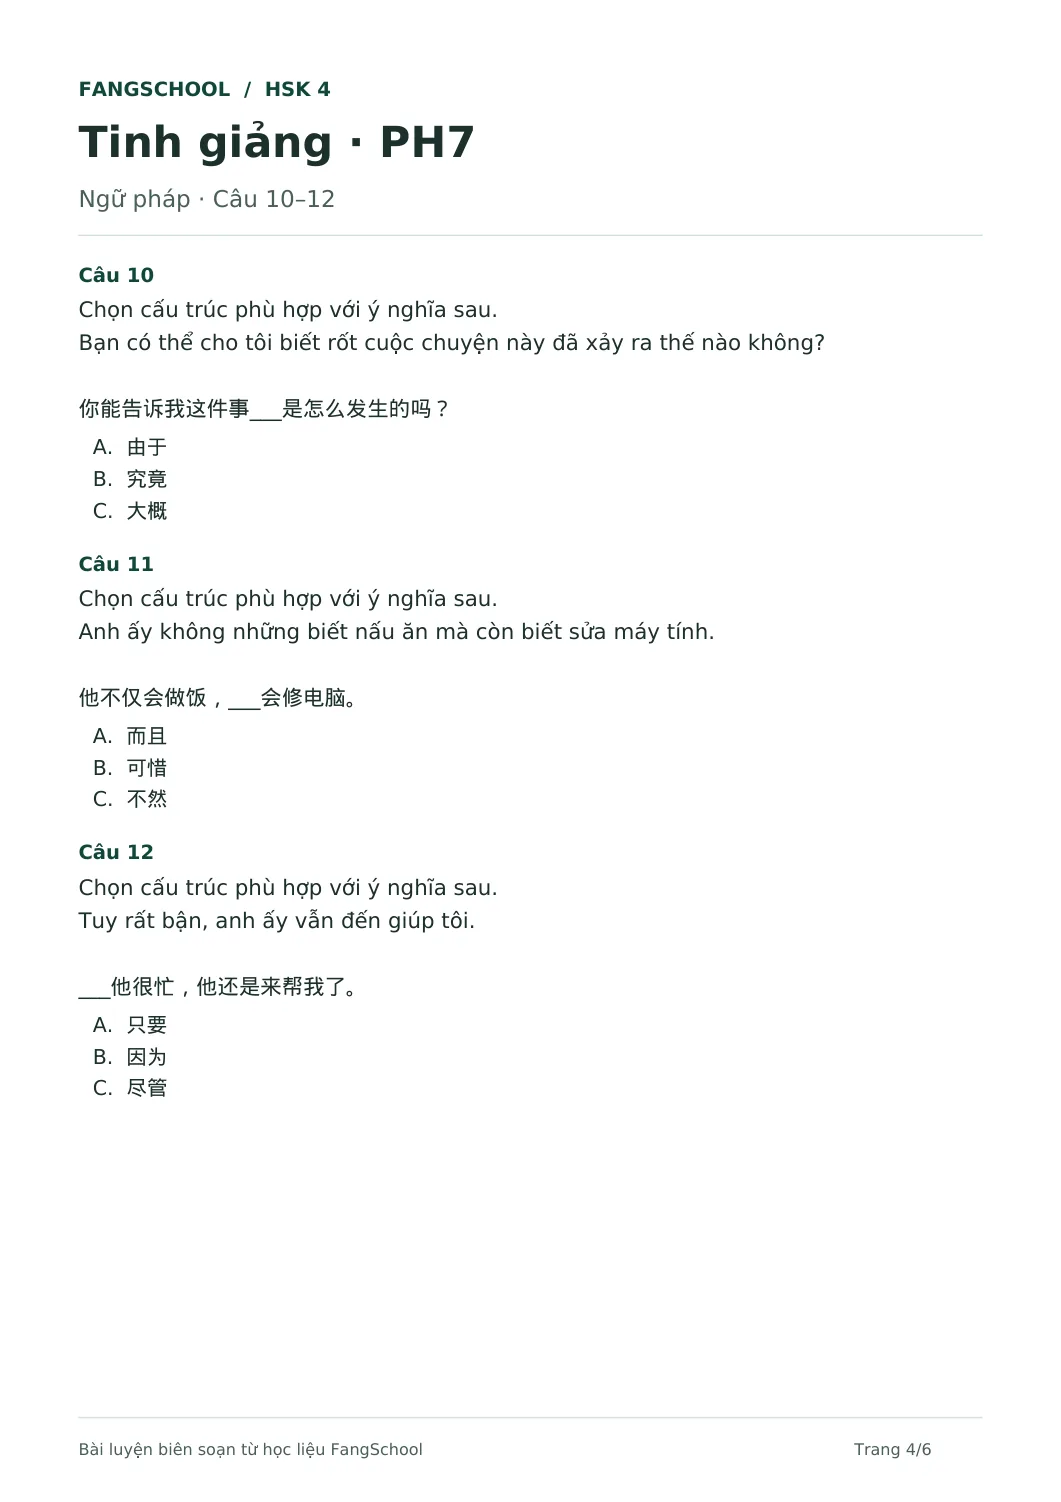 FANGSCHOOL / HSK 4
Tinh giảng · PH7
Ngữ pháp · Câu 10–12
Câu 10
Chọn cấu trúc phù hợp với ý nghĩa sau.
Bạn có thể cho tôi biết rốt cuộc chuyện này đã xảy ra thế nào không?
你能告诉我这件事___是怎么发生的吗？
A. 由于
B. 究竟
C. 大概
Câu 11
Chọn cấu trúc phù hợp với ý nghĩa sau.
Anh ấy không những biết nấu ăn mà còn biết sửa máy tính.
他不仅会做饭，___会修电脑。
A. 而且
B. 可惜
C. 不然
Câu 12
Chọn cấu trúc phù hợp với ý nghĩa sau.
Tuy rất bận, anh ấy vẫn đến giúp tôi.
___他很忙，他还是来帮我了。
A. 只要
B. 因为
C. 尽管
Bài luyện biên soạn từ học liệu FangSchool
Trang 4/6